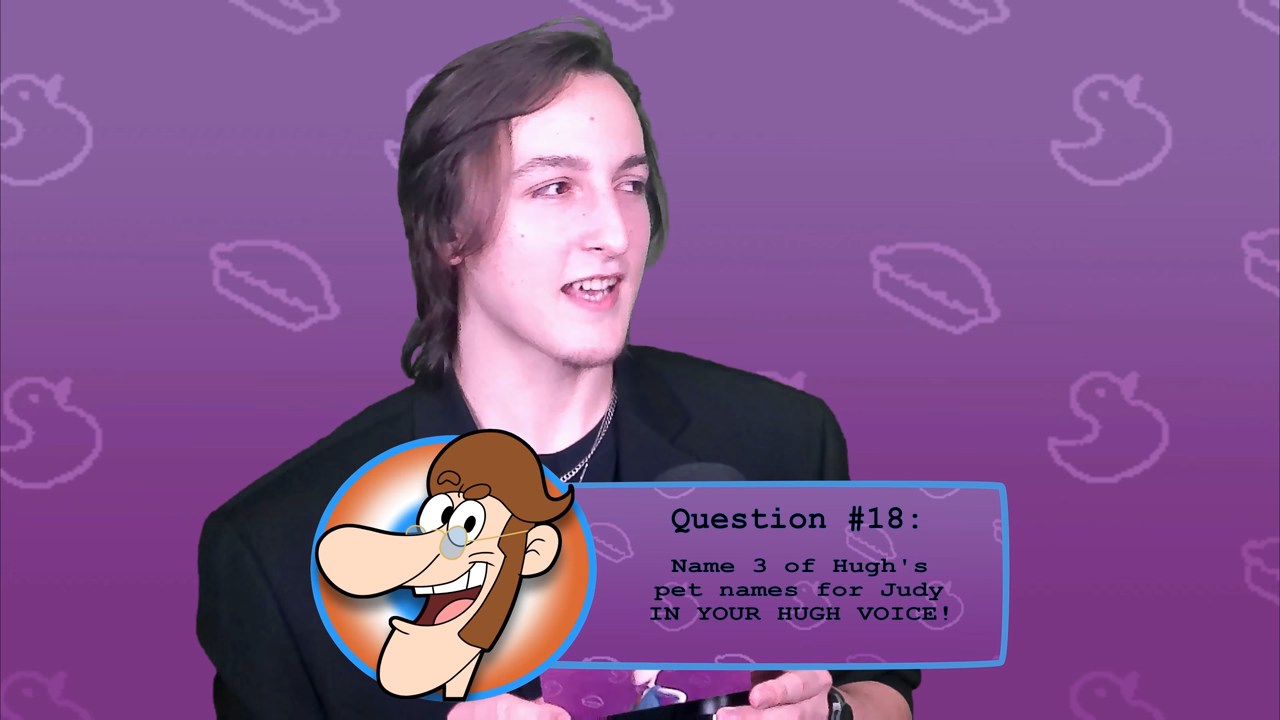 Question #18:
Name 3 of Hugh's
pet names for Judy
IN YOUR HUGH VOICE!